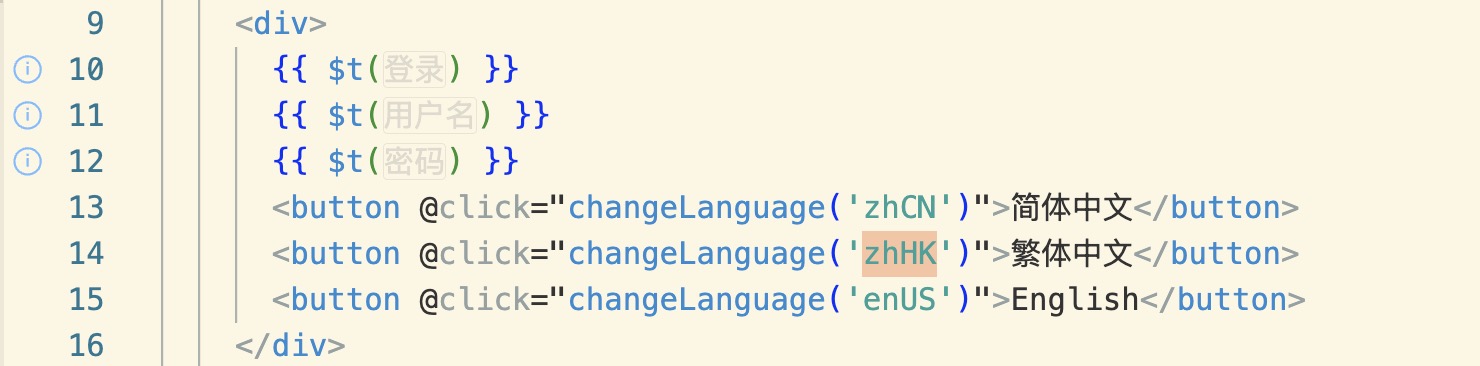 9 <div>
10 {{ $t(登录) }}
11 {{ $t(用户名) }}
12 {{ $t(密码) }}
13 <button @click="changeLanguage('zhCN')">简体中文</button>
14 <button @click="changeLanguage('zhHK')">繁体中文</button>
15 <button @click="changeLanguage('enUS')">English</button>
16 </div>